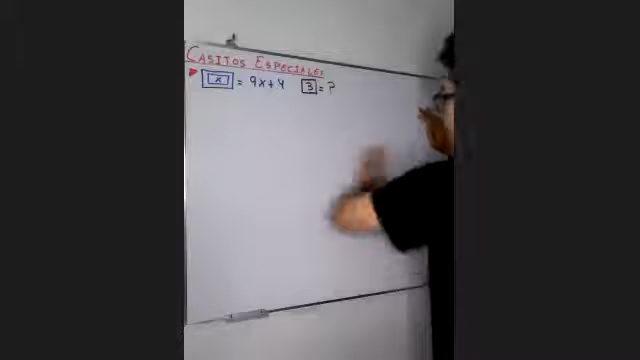 CASITOS ESPECIALES
x = 9x+4 3 = ?